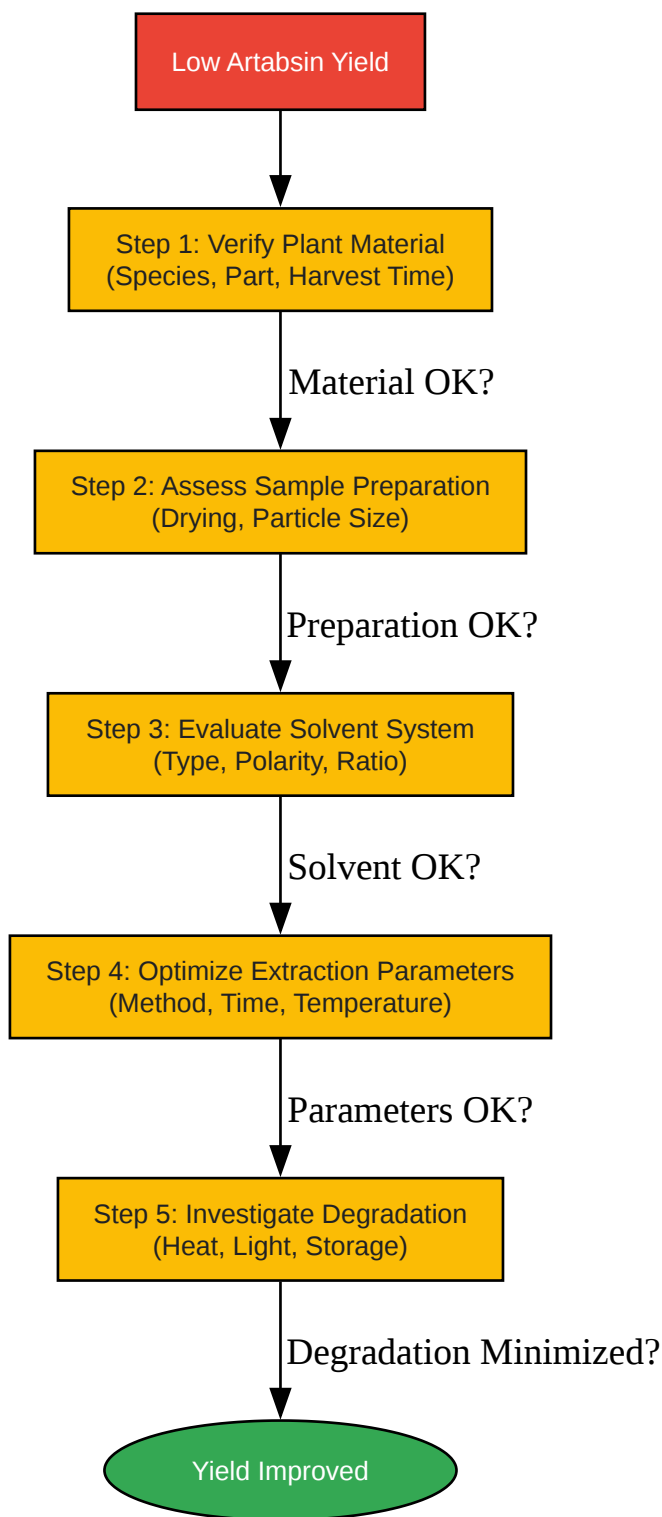 Low Artabsin Yield
Step 1: Verify Plant Material
(Species, Part, Harvest Time)
Material OK?
Step 2: Assess Sample Preparation
(Drying, Particle Size)
Preparation OK?
Step 3: Evaluate Solvent System
(Type, Polarity, Ratio)
Solvent OK?
Step 4: Optimize Extraction Parameters
(Method, Time, Temperature)
Parameters OK?
Step 5: Investigate Degradation
(Heat, Light, Storage)
Degradation Minimized?
Yield Improved